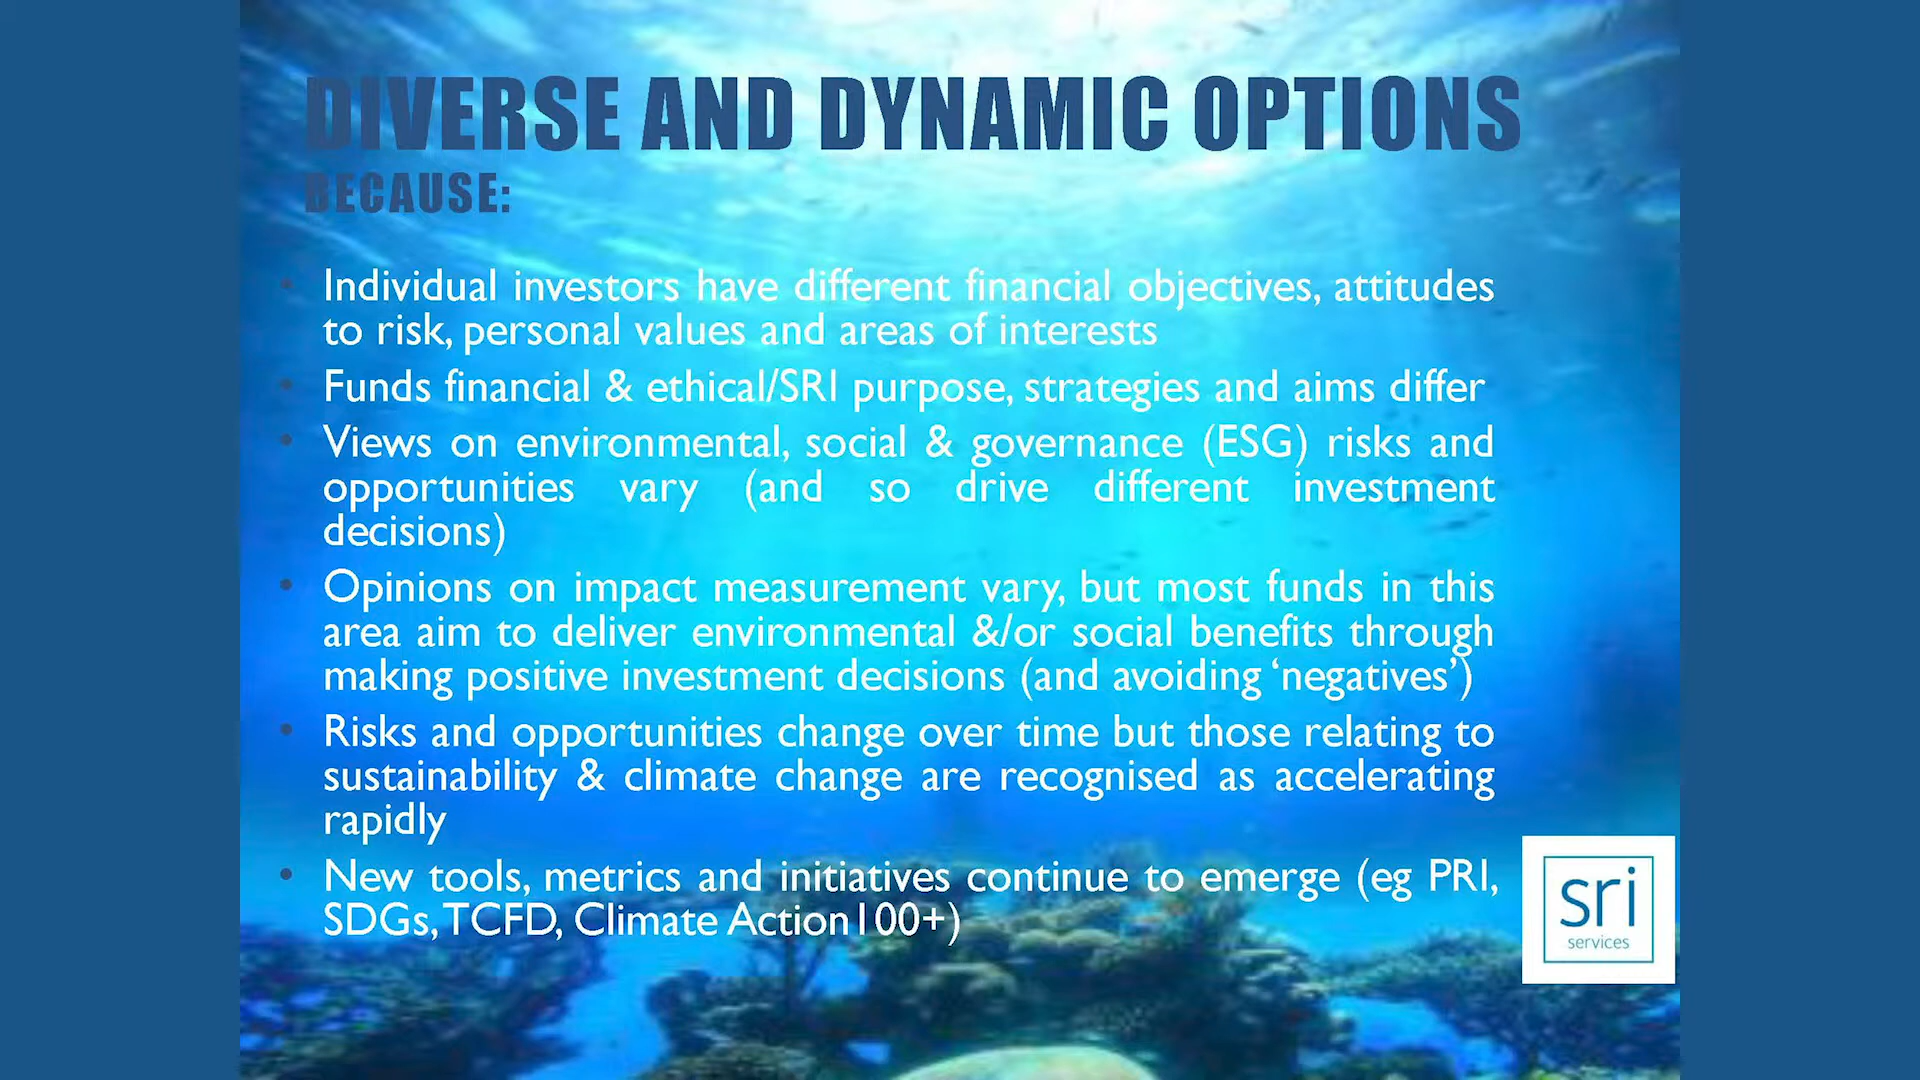 DIVERSE AND DYNAMIC OPTIONS
BECAUSE:
• Individual investors have different financial objectives, attitudes
to risk, personal values and areas of interests
• Funds financial & ethical/SRI purpose, strategies and aims differ
• Views on environmental, social & governance (ESG) risks and
opportunities vary (and so drive different investment
decisions)
• Opinions on impact measurement vary, but most funds in this
area aim to deliver environmental &/or social benefits through
making positive investment decisions (and avoiding ‘negatives’)
• Risks and opportunities change over time but those relating to
sustainability & climate change are recognised as accelerating
rapidly
• New tools, metrics and initiatives continue to emerge (eg PRI,
SDGs, TCFD, Climate Action100+)
sri
services